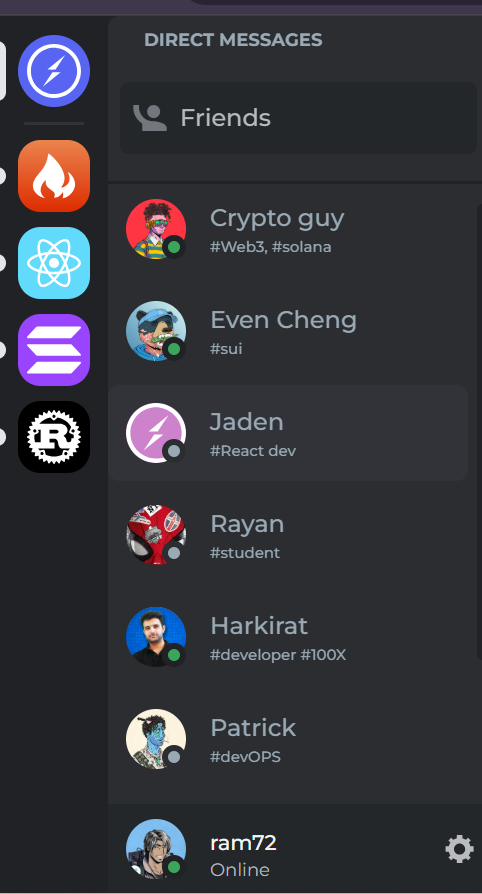 DIRECT MESSAGES
Friends
Crypto guy
#Web3, #solana
Even Cheng
#sui
Jaden
#React dev
Rayan
#student
Harkirat
#developer #100X
Patrick
#devOPS
ram72
Online
R